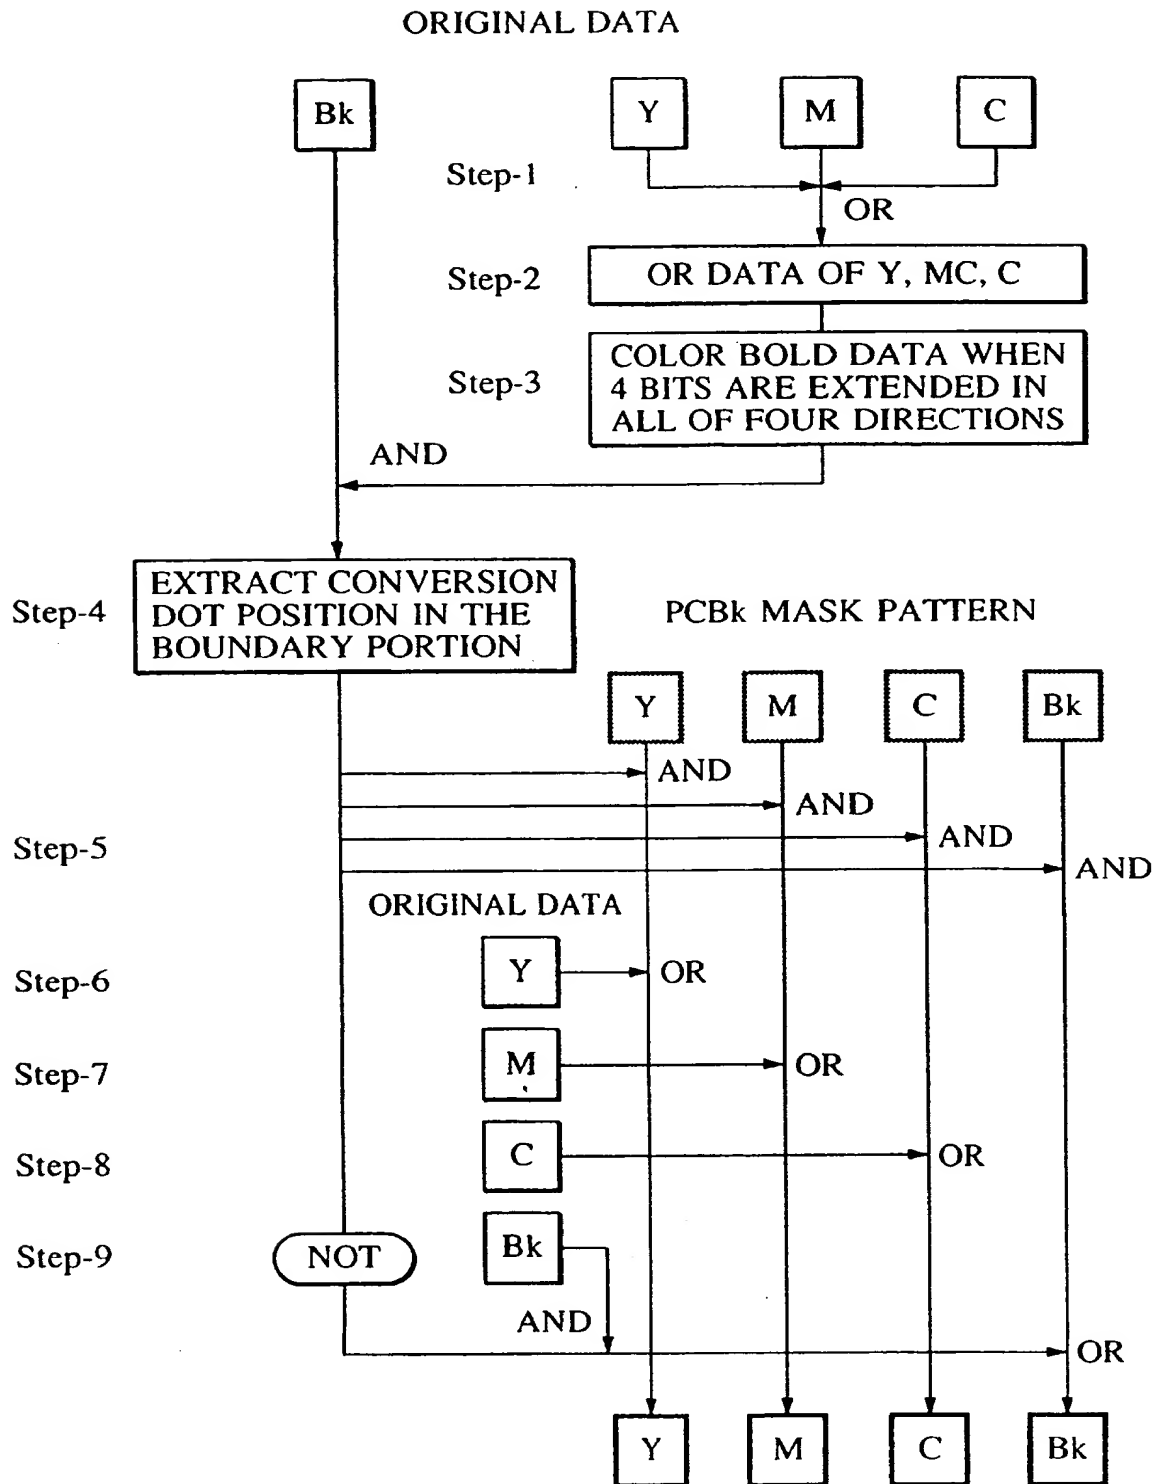 ORIGINAL DATA
Bk Y M C
Step-1
OR
Step-2 OR DATA OF Y, MC, C
Step-3 COLOR BOLD DATA WHEN
4 BITS ARE EXTENDED IN
ALL OF FOUR DIRECTIONS
AND
Step-4 EXTRACT CONVERSION
DOT POSITION IN THE
BOUNDARY PORTION
PCBk MASK PATTERN
Y M C Bk
AND
AND
Step-5 AND
AND
ORIGINAL DATA
Step-6 Y OR
Step-7 M OR
Step-8 C OR
Step-9 NOT Bk
AND OR
Y M C Bk